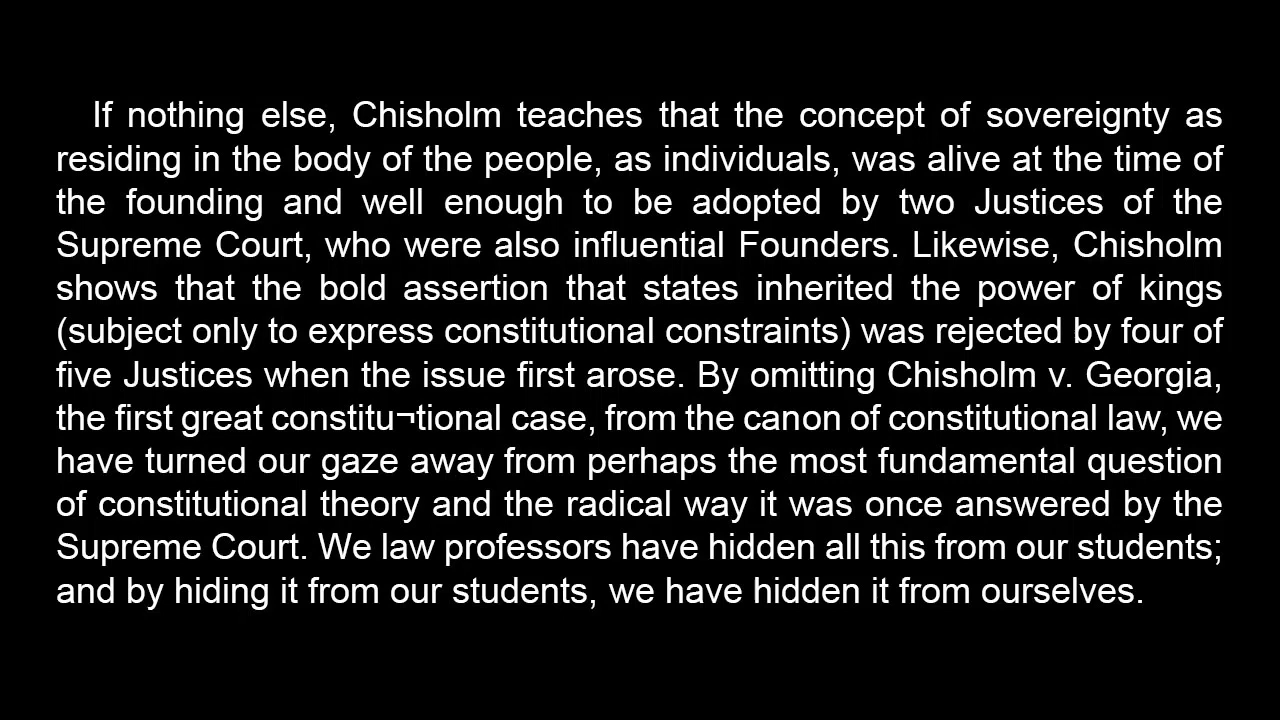 If nothing else, Chisholm teaches that the concept of sovereignty as
residing in the body of the people, as individuals, was alive at the time of
the founding and well enough to be adopted by two Justices of the
Supreme Court, who were also influential Founders. Likewise, Chisholm
shows that the bold assertion that states inherited the power of kings
(subject only to express constitutional constraints) was rejected by four of
five Justices when the issue first arose. By omitting Chisholm v. Georgia,
the first great constitu¬tional case, from the canon of constitutional law, we
have turned our gaze away from perhaps the most fundamental question
of constitutional theory and the radical way it was once answered by the
Supreme Court. We law professors have hidden all this from our students;
and by hiding it from our students, we have hidden it from ourselves.